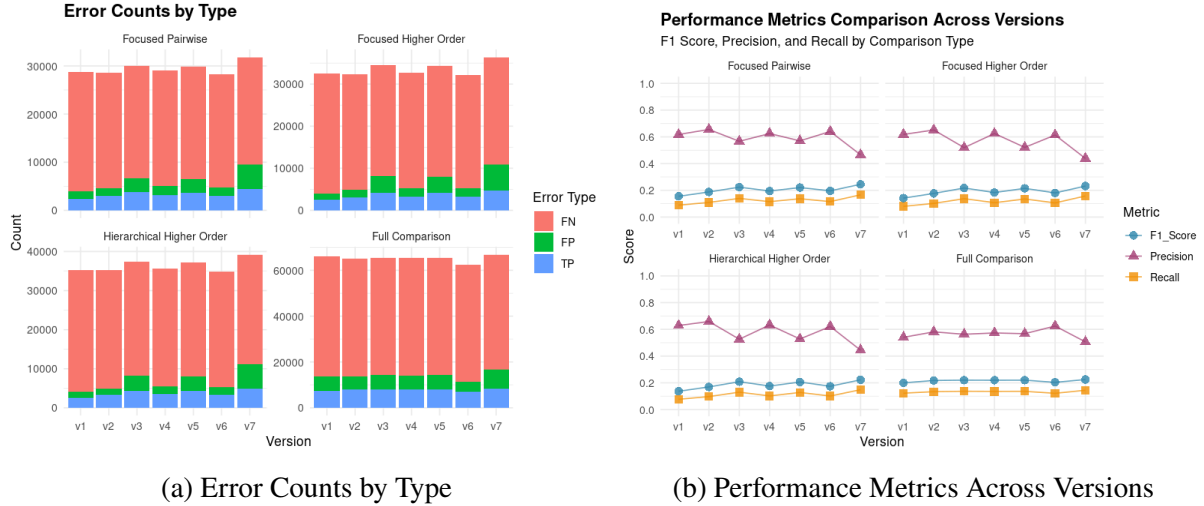 Error Counts by Type
Focused Pairwise
Focused Higher Order
30000
20000
10000
0
30000
20000
10000
0
Hierarchical Higher Order
Full Comparison
40000
30000
20000
10000
0
60000
40000
20000
0
v1 v2 v3 v4 v5 v6 v7
v1 v2 v3 v4 v5 v6 v7
Count
Version
Error Type
FN
FP
TP
(a) Error Counts by Type
Performance Metrics Comparison Across Versions
F1 Score, Precision, and Recall by Comparison Type
Focused Pairwise
Focused Higher Order
1.0
0.8
0.6
0.4
0.2
0.0
v1 v2 v3 v4 v5 v6 v7
v1 v2 v3 v4 v5 v6 v7
Hierarchical Higher Order
Full Comparison
1.0
0.8
0.6
0.4
0.2
0.0
v1 v2 v3 v4 v5 v6 v7
v1 v2 v3 v4 v5 v6 v7
Score
Version
Metric
F1_Score
Precision
Recall
(b) Performance Metrics Across Versions